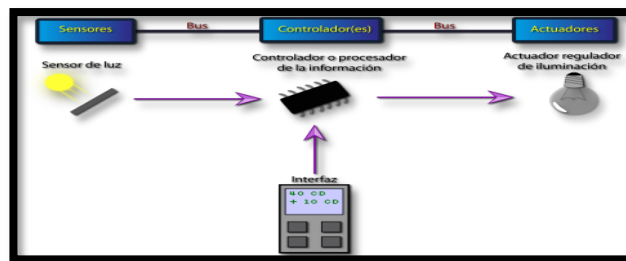 Sensores
Bus
Controlador(es)
Bus
Actuadores
Sensor de luz
Controlador o procesador
de la información
Actuador regulador
de iluminación
Interfaz
40 CD
+ 10 CD